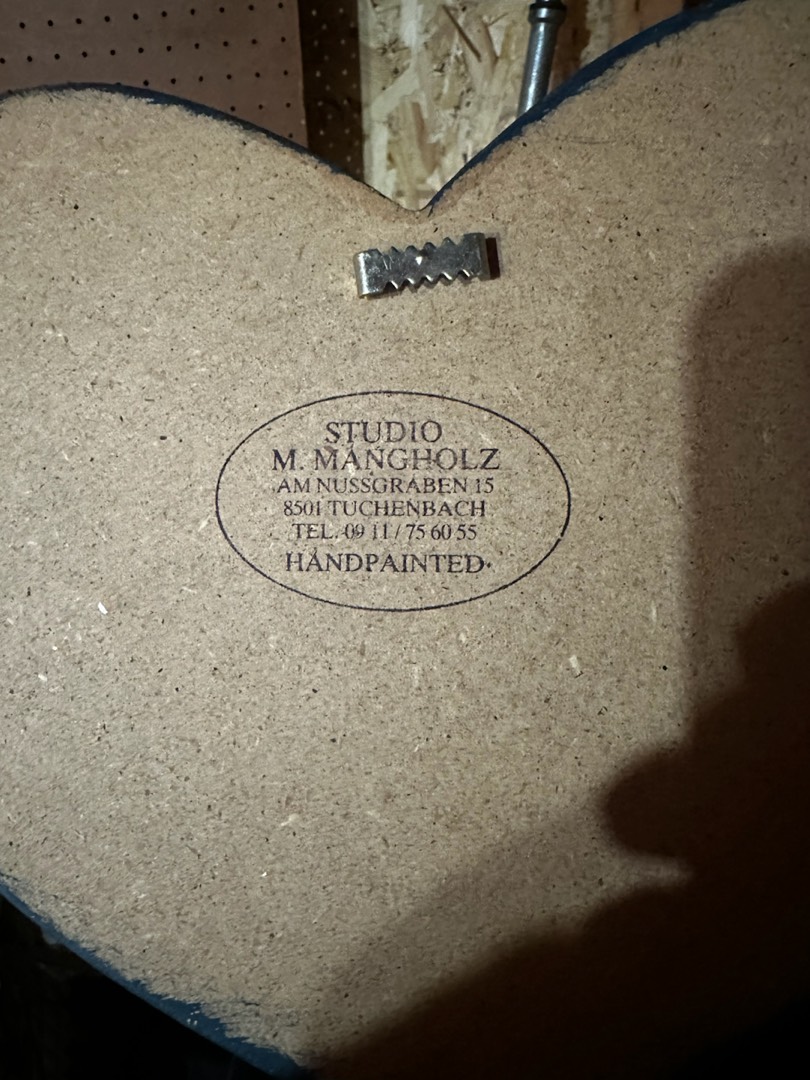 STUDIO
M. MANGHOLZ
AM NUSSGRABEN 15
8501 TUCHENBACH
TEL. 09 11 / 75 60 55
HANDPAINTED